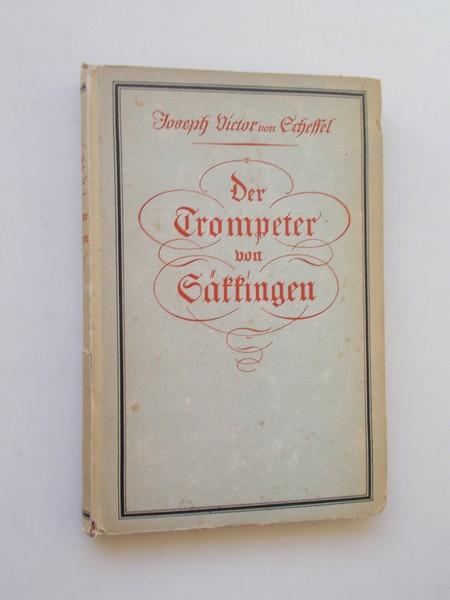 Joseph Victor von Scheffel
Der
Trompeter
von
Säkkingen